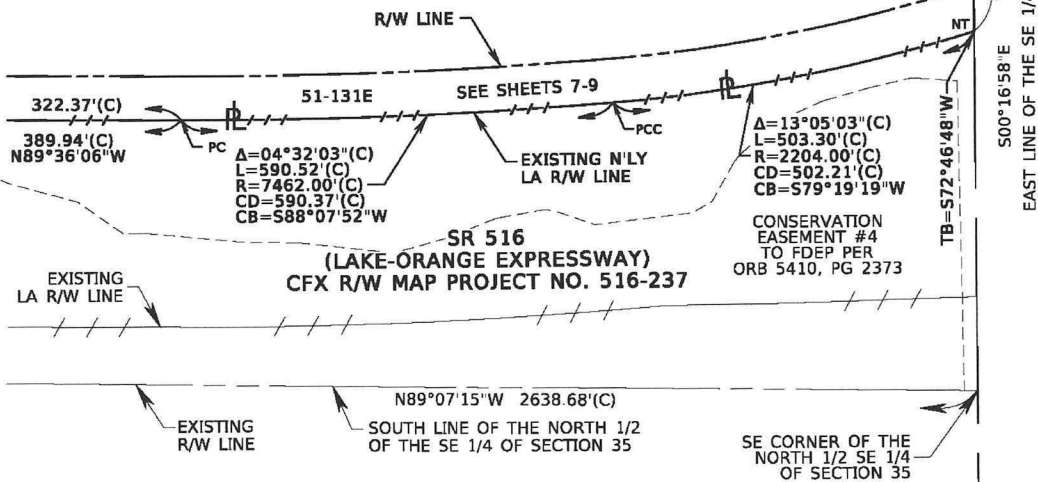 R/W LINE
NT
S00°16'58"E
EAST LINE OF THE SE 1/4
322.37'(C)
389.94'(C)
N89°36'06"W
PC
PL
51-131E
SEE SHEETS 7-9
PL
PCC
Δ=04°32'03"(C)
L=590.52'(C)
R=7462.00'(C)
CD=590.37'(C)
CB=S88°07'52"W
EXISTING N'LY
LA R/W LINE
Δ=13°05'03"(C)
L=503.30'(C)
R=2204.00'(C)
CD=502.21'(C)
CB=S79°19'19"W
TB=S72°46'48"W
CONSERVATION
EASEMENT #4
TO FDEP PER
ORB 5410, PG 2373
SR 516
(LAKE-ORANGE EXPRESSWAY)
CFX R/W MAP PROJECT NO. 516-237
EXISTING
LA R/W LINE
N89°07'15"W 2638.68'(C)
EXISTING
R/W LINE
SOUTH LINE OF THE NORTH 1/2
OF THE SE 1/4 OF SECTION 35
SE CORNER OF THE
NORTH 1/2 SE 1/4
OF SECTION 35